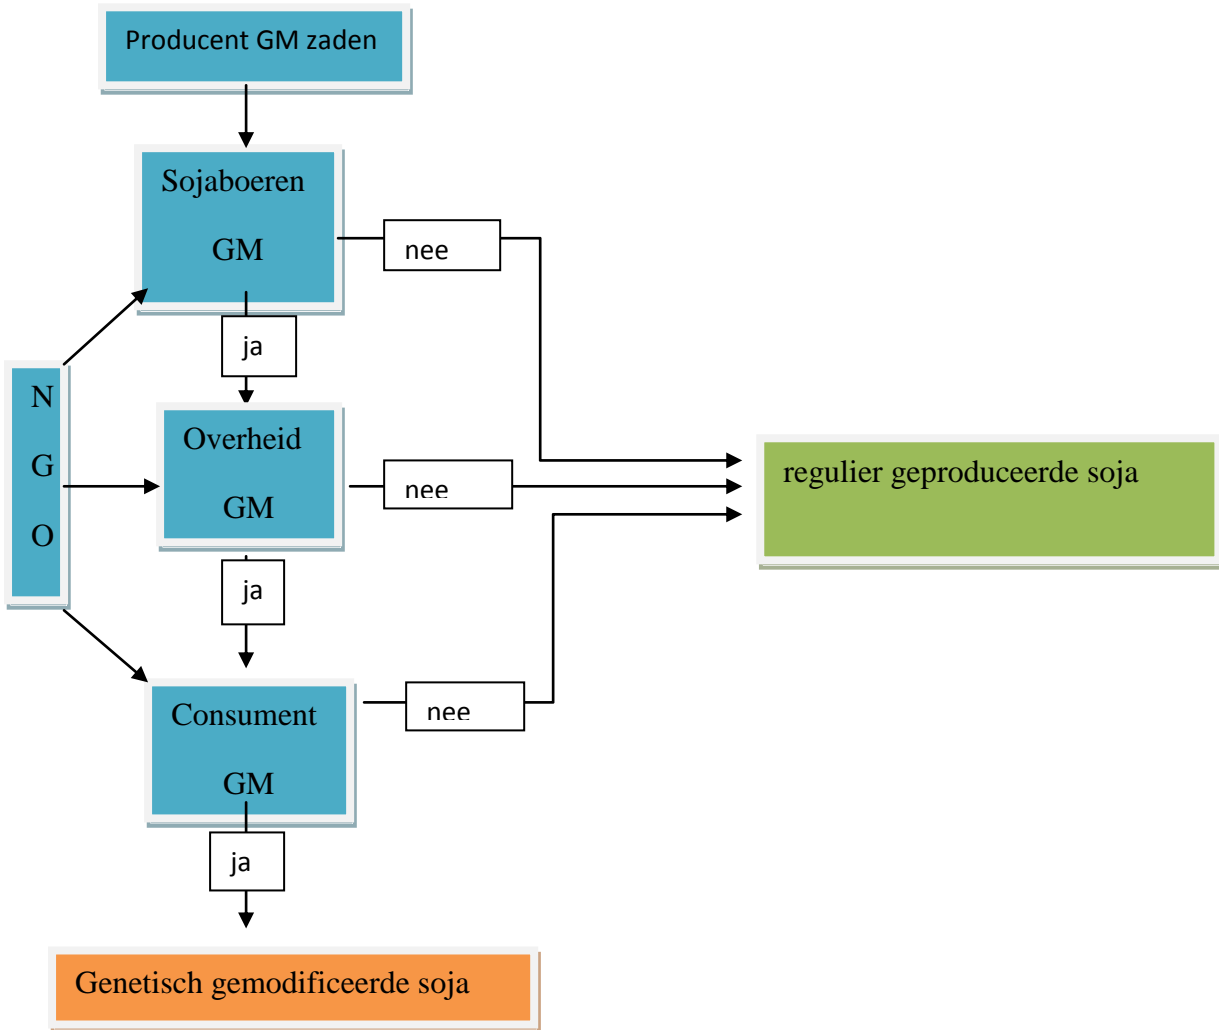 Producent GM zaden
Sojaboeren
GM
nee
ja
N
G
O
Overheid
GM
nee
regulier geproduceerde soja
ja
Consument
GM
nee
ja
Genetisch gemodificeerde soja